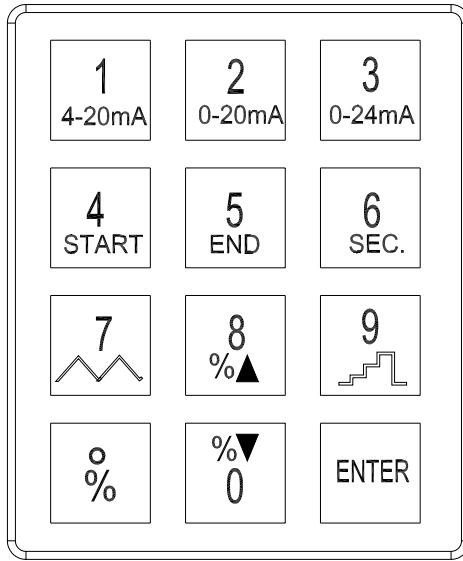 1 2 3
4-20mA 0-20mA 0-24mA
4 5 6
START END SEC.
7 8 9
%▲
%▼
% 0 ENTER